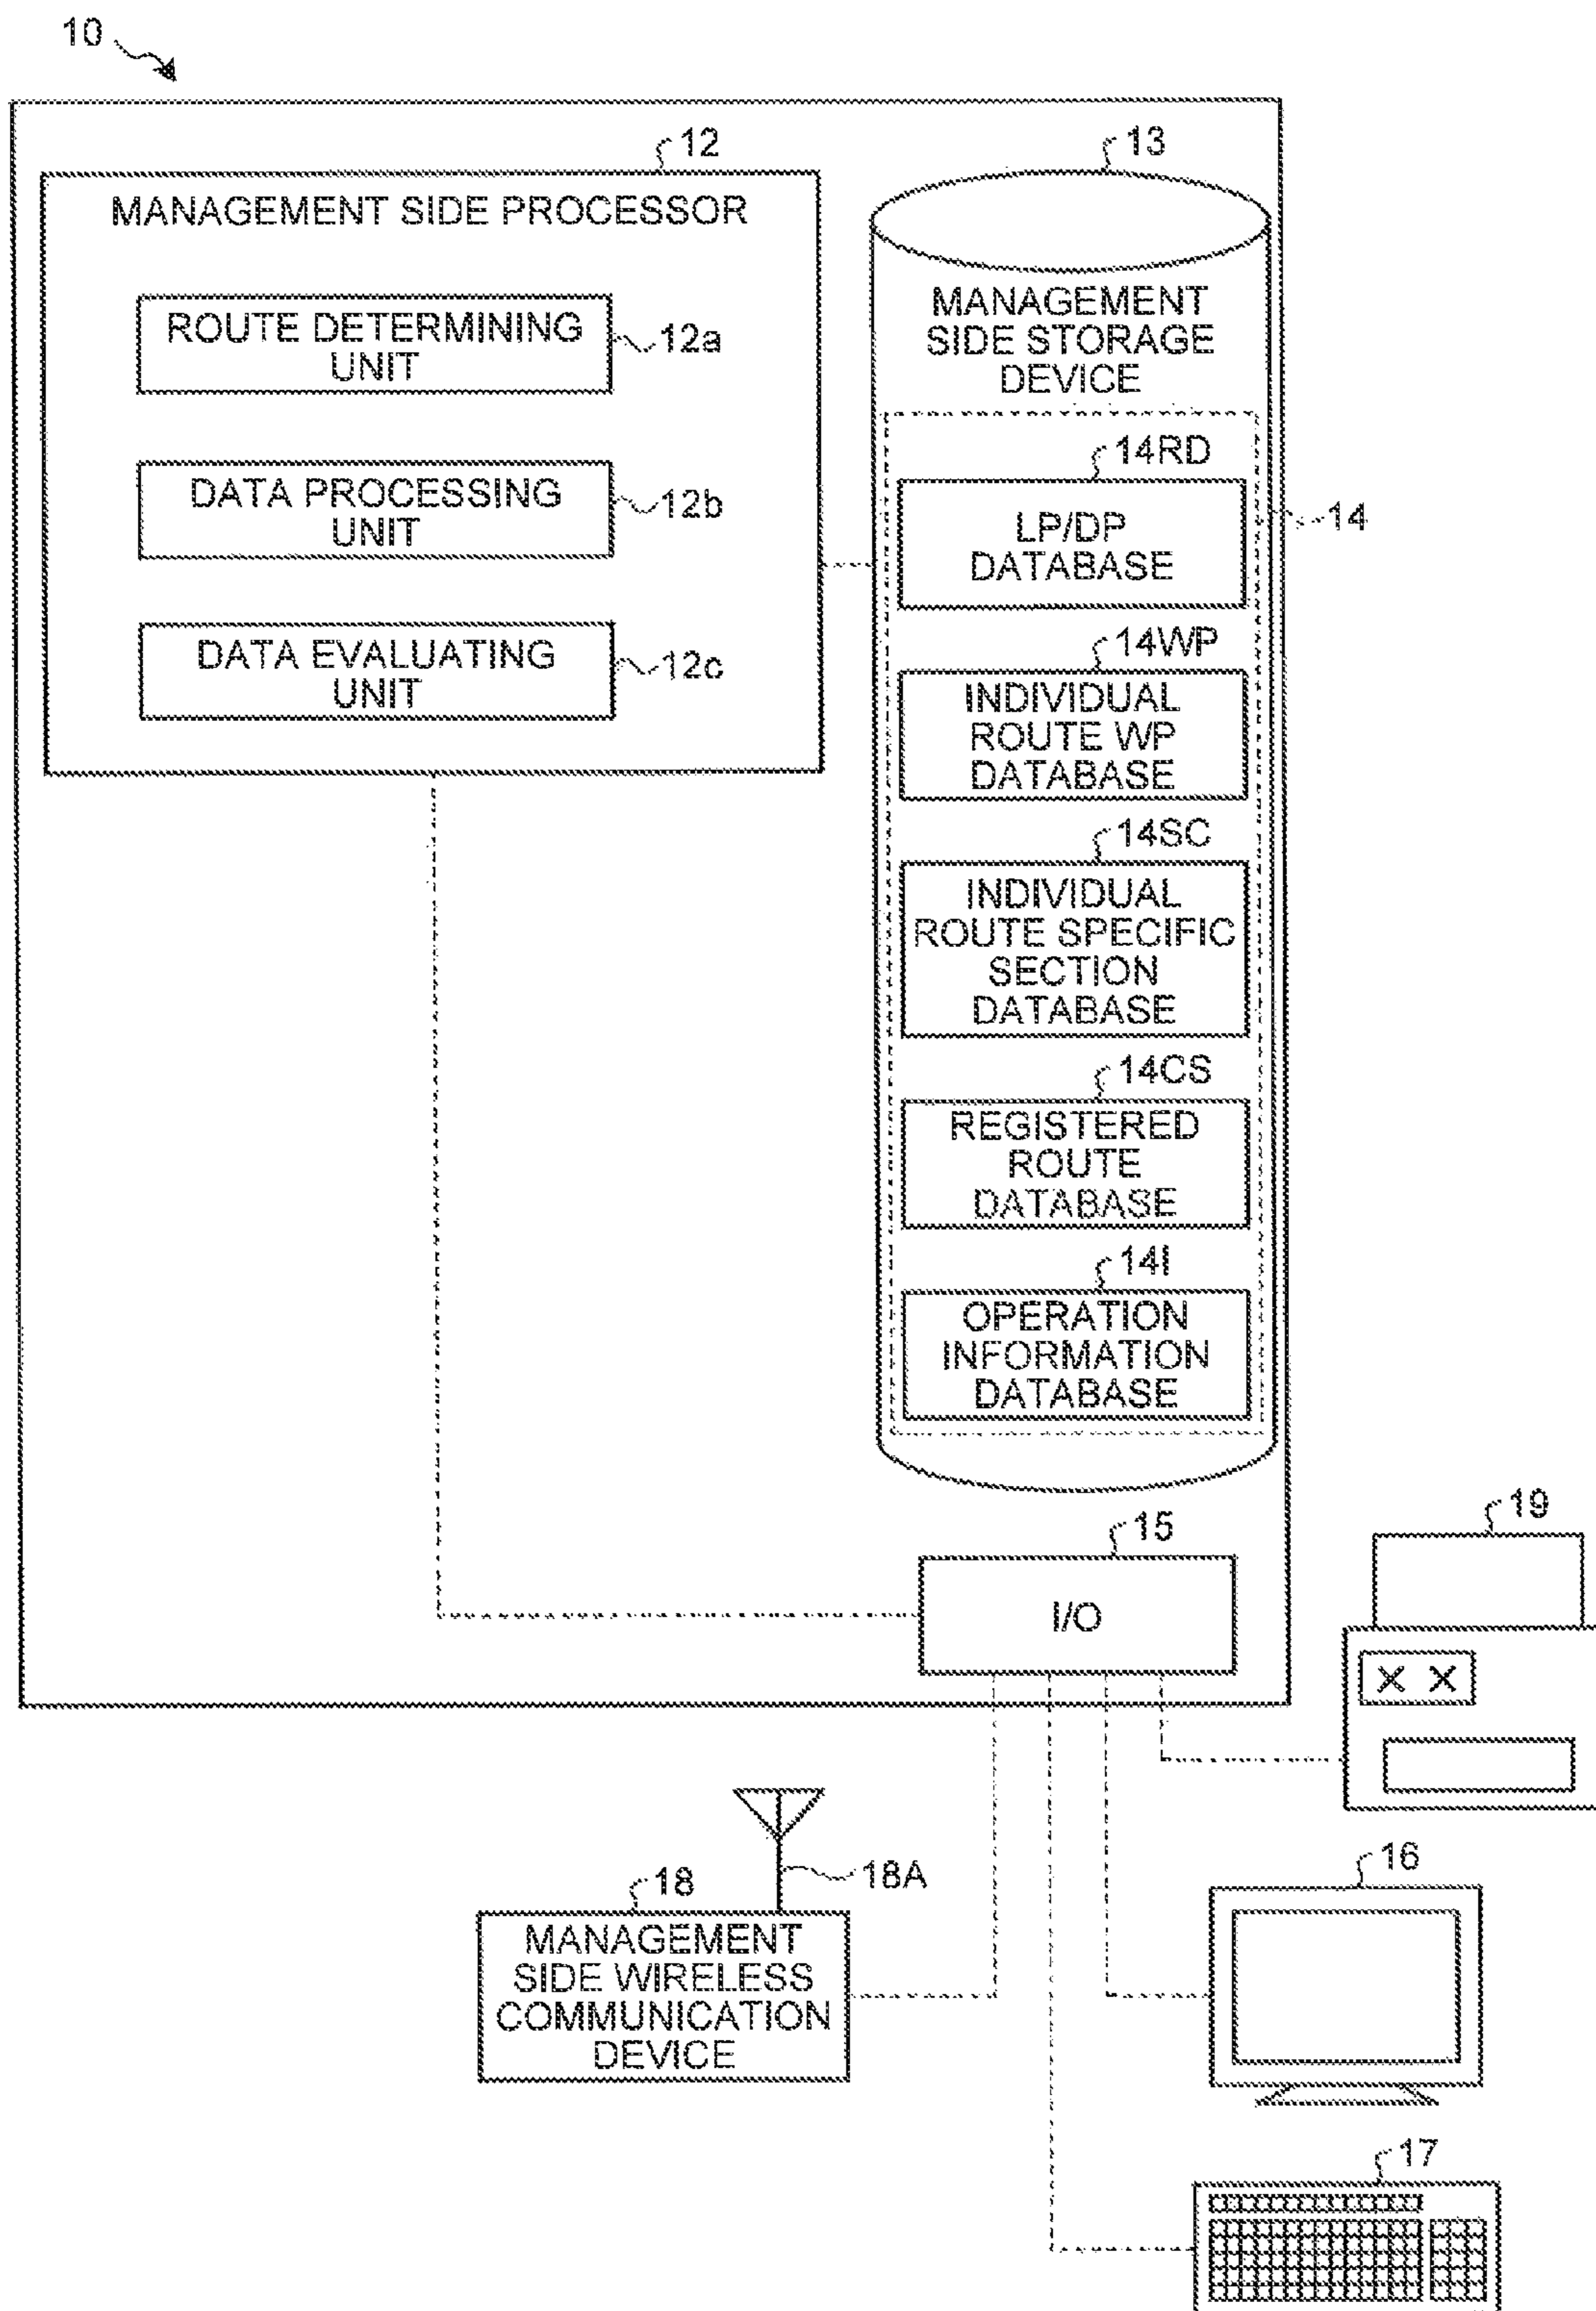 10
12
MANAGEMENT SIDE PROCESSOR
ROUTE DETERMINING
UNIT
12a
DATA PROCESSING
UNIT
12b
DATA EVALUATING
UNIT
12c
13
MANAGEMENT
SIDE STORAGE
DEVICE
14RD
LP/DP
DATABASE
14
14WP
INDIVIDUAL
ROUTE WP
DATABASE
14SC
INDIVIDUAL
ROUTE SPECIFIC
SECTION
DATABASE
14CS
REGISTERED
ROUTE
DATABASE
14I
OPERATION
INFORMATION
DATABASE
15
I/O
19
X X
18
18A
MANAGEMENT
SIDE WIRELESS
COMMUNICATION
DEVICE
16
17